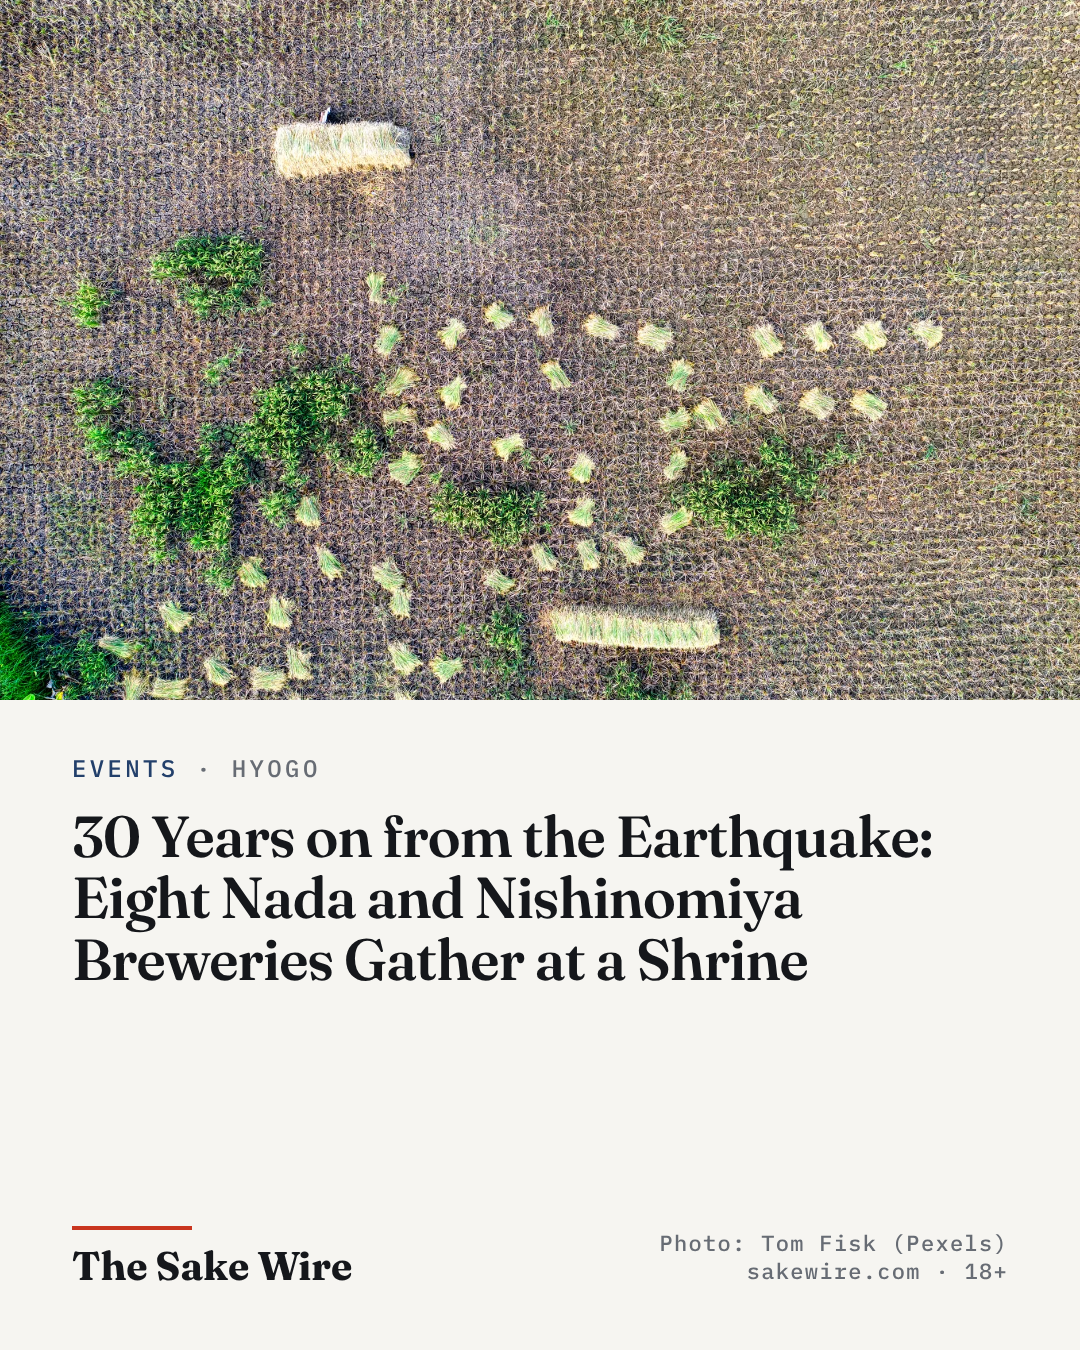 EVENTS · HYOGO
30 Years on from the Earthquake:
Eight Nada and Nishinomiya
Breweries Gather at a Shrine
The Sake Wire
Photo: Tom Fisk (Pexels)
sakewire.com · 18+